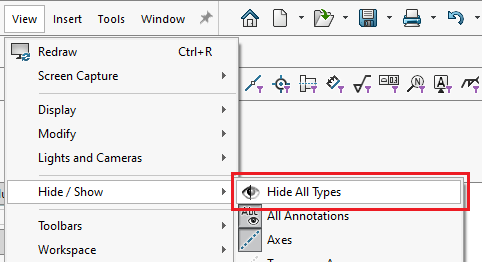 View Insert Tools Window
Redraw Ctrl+R
Screen Capture
Display
Modify
Lights and Cameras
Hide / Show
Hide All Types
Abc
All Annotations
Axes
Toolbars
Workspace